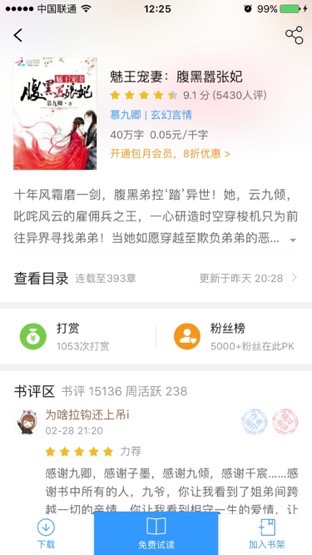 中国联通
12:25
魅王宠妻
腹黑嚣张妃
慕九卿
魅王宠妻：腹黑嚣张妃
9.1 分 (5430人评)
慕九卿 | 玄幻言情
40万字 0.05元/千字
开通包月会员，8折优惠 >
十年风霜磨一剑，腹黑弟控‘踏’异世！她，云九倾，
叱咤风云的雇佣兵之王，一心研造时空穿梭机只为前
往异界寻找弟弟！当她如愿穿越至欺负弟弟的恶...
查看目录 连载至393章
更新于昨天 20:28 >
打赏
1053次打赏
粉丝榜
5000+粉丝在此PK
书评区 书评 15136 周活跃 238
为啥拉钩还上吊i
02-28 21:20
力荐
感谢九卿，感谢子墨，感谢九倾，感谢千宸……感
谢书中所有的人，九爷，你让我看到了姐弟间跨
越一切的亲情，你让我看到相守一生的爱情，让
下载
免费试读
加入书架